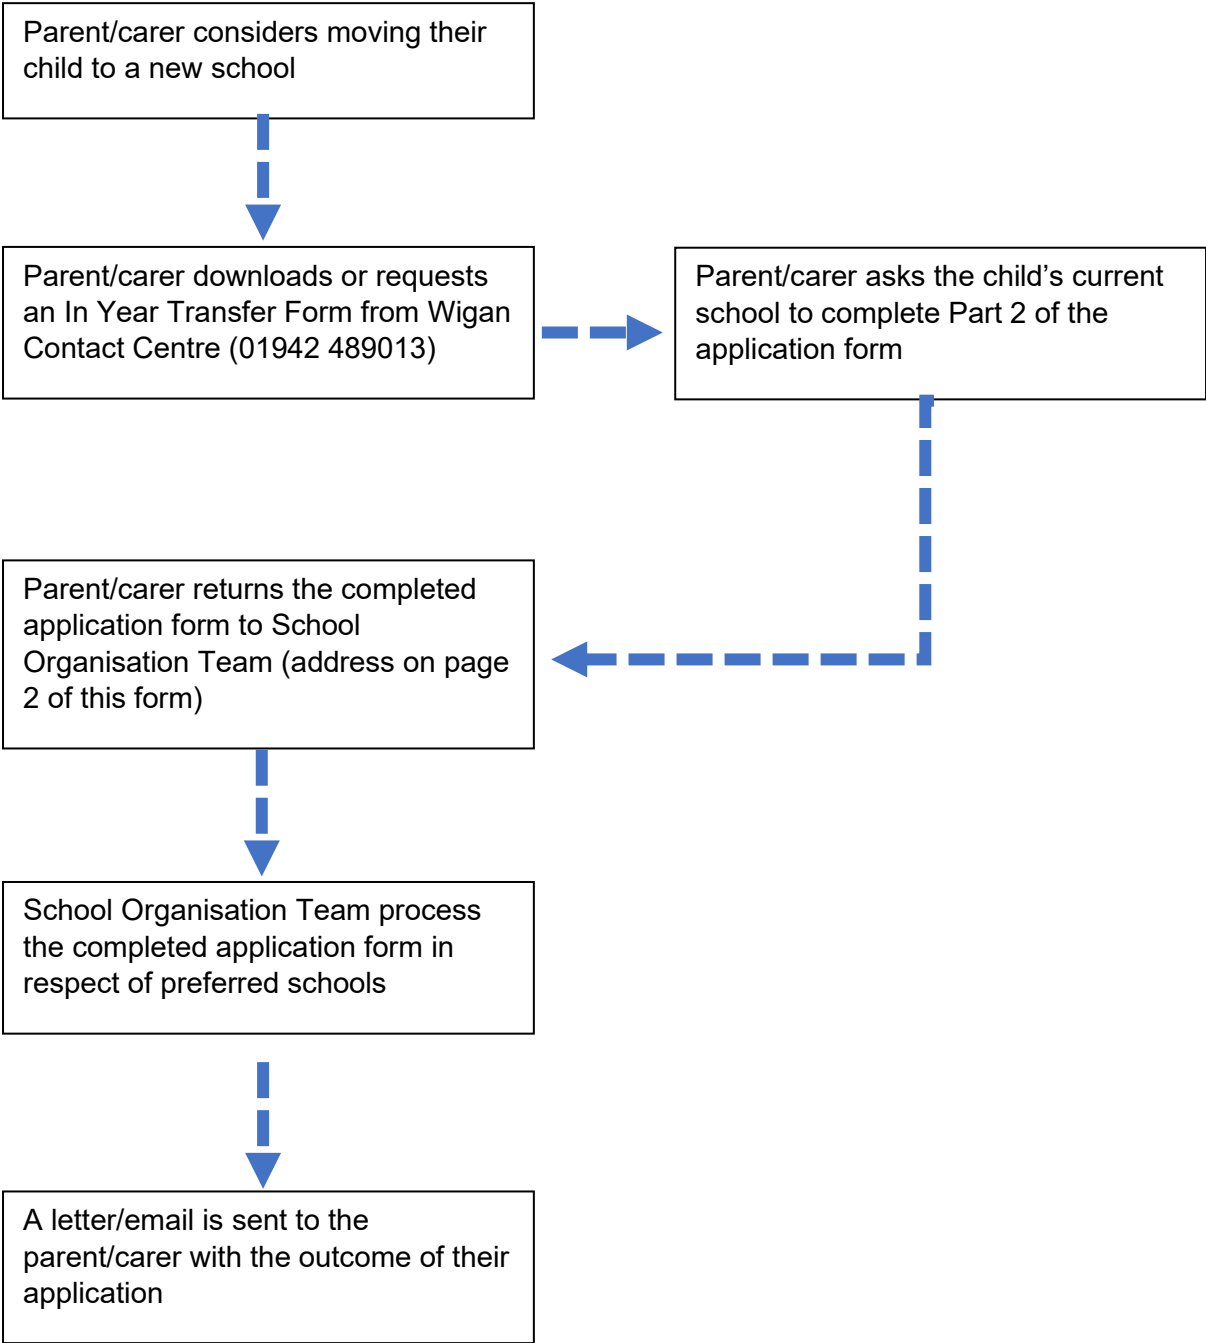 Parent/carer considers moving their
child to a new school
Parent/carer downloads or requests
an In Year Transfer Form from Wigan
Contact Centre (01942 489013)
Parent/carer asks the child’s current
school to complete Part 2 of the
application form
Parent/carer returns the completed
application form to School
Organisation Team (address on page
2 of this form)
School Organisation Team process
the completed application form in
respect of preferred schools
A letter/email is sent to the
parent/carer with the outcome of their
application